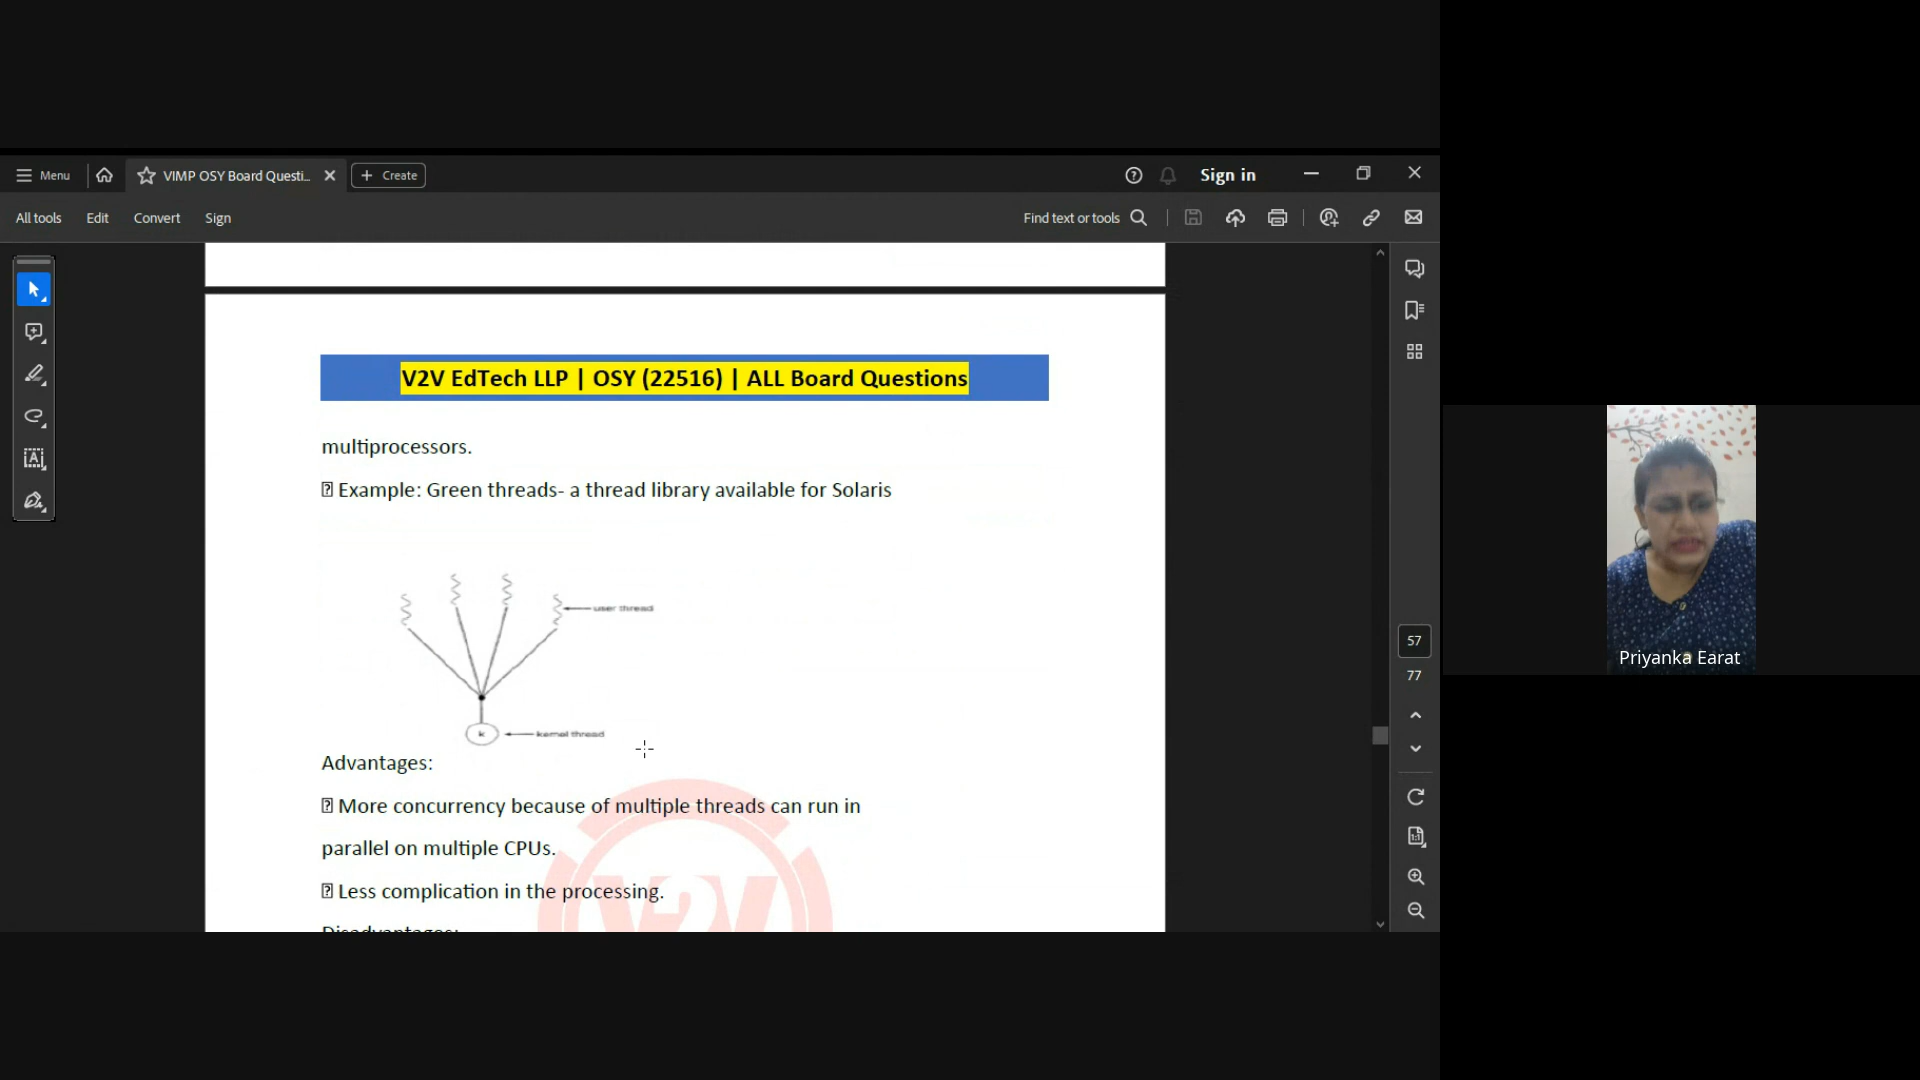 Menu
VIMP OSY Board Questi...
Create
Sign in
All tools
Edit
Convert
Sign
Find text or tools
V2V EdTech LLP | OSY (22516) | ALL Board Questions
multiprocessors.
Example: Green threads- a thread library available for Solaris
user thread
k
kernel thread
Advantages:
More concurrency because of multiple threads can run in
parallel on multiple CPUs.
Less complication in the processing.
Disadvantages:
V2V
57
77
Priyanka Earat